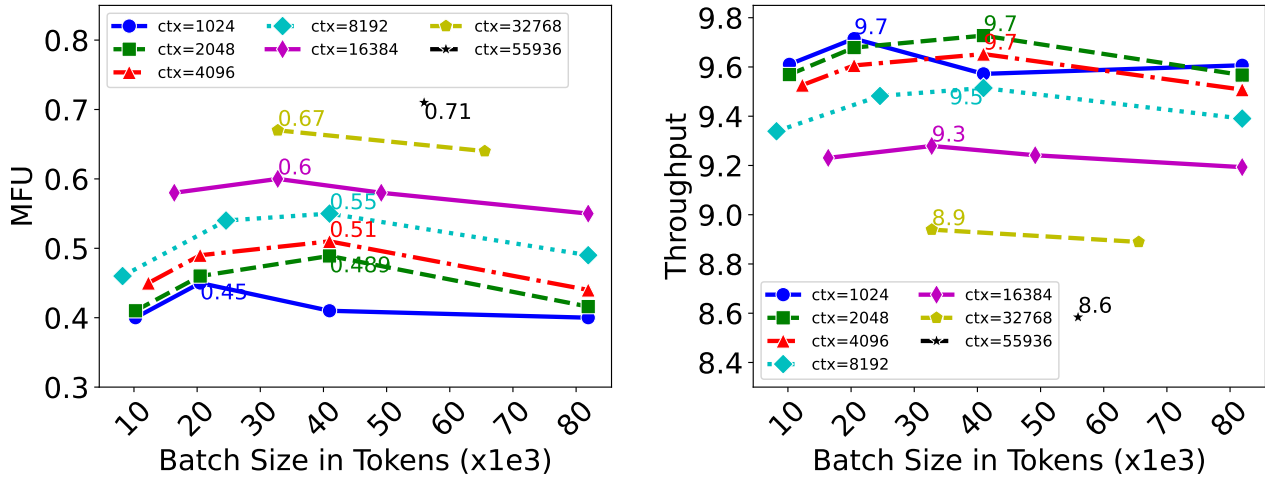 ctx=1024
ctx=2048
ctx=4096
ctx=8192
ctx=16384
ctx=32768
ctx=55936
0.8
0.7
0.6
0.5
0.4
0.3
MFU
0.71
0.67
0.6
0.55
0.51
0.489
0.45
10 20 30 40 50 60 70 80
Batch Size in Tokens (x1e3)
9.8
9.6
9.4
9.2
9.0
8.8
8.6
8.4
Throughput
9.7
9.7
9.7
9.5
9.3
8.9
8.6
ctx=1024
ctx=2048
ctx=4096
ctx=8192
ctx=16384
ctx=32768
ctx=55936
10 20 30 40 50 60 70 80
Batch Size in Tokens (x1e3)